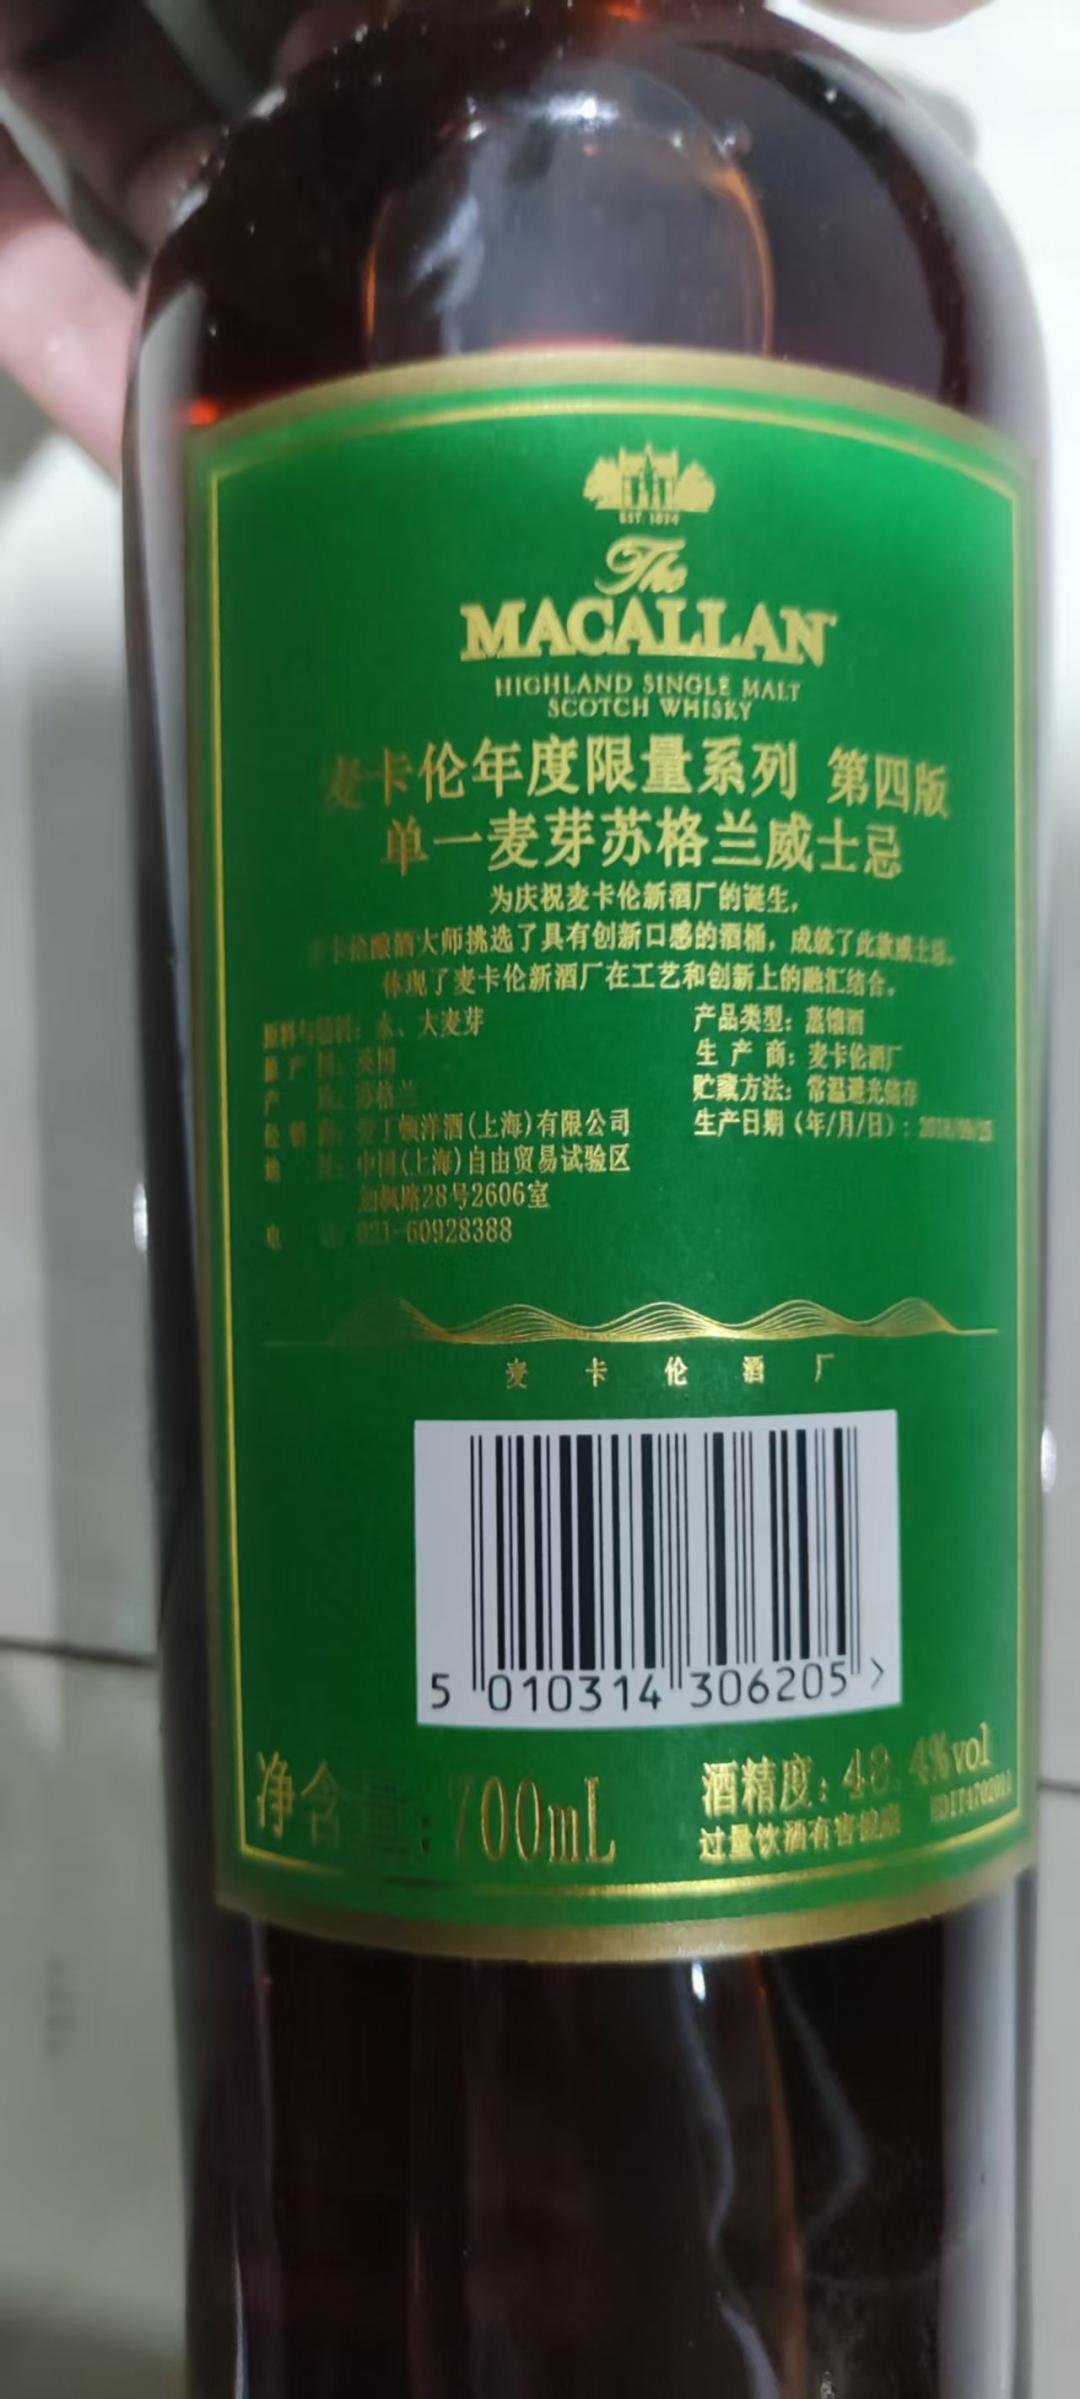 EST. 1824
The
MACALLAN
HIGHLAND SINGLE MALT
SCOTCH WHISKY
麦卡伦年度限量系列 第四版
单一麦芽苏格兰威士忌
为庆祝麦卡伦新酒厂的诞生,
卡伦酿酒大师挑选了具有创新口感的酒桶，成就了此款威士忌。
体现了麦卡伦新酒厂在工艺和创新上的融汇结合。
原料与辅料：水、大麦芽
原产国：英国
产地：苏格兰
经销商：爱丁顿洋酒(上海)有限公司
地址：中国(上海)自由贸易试验区
加枫路28号2606室
电话：021-60928388
产品类型：蒸馏酒
生产商：麦卡伦酒厂
贮藏方法：常温避光储存
生产日期（年/月/日）：
麦卡伦酒厂
5 010314 306205 >
净含量：700mL
酒精度：48.4%vol
过量饮酒有害健康